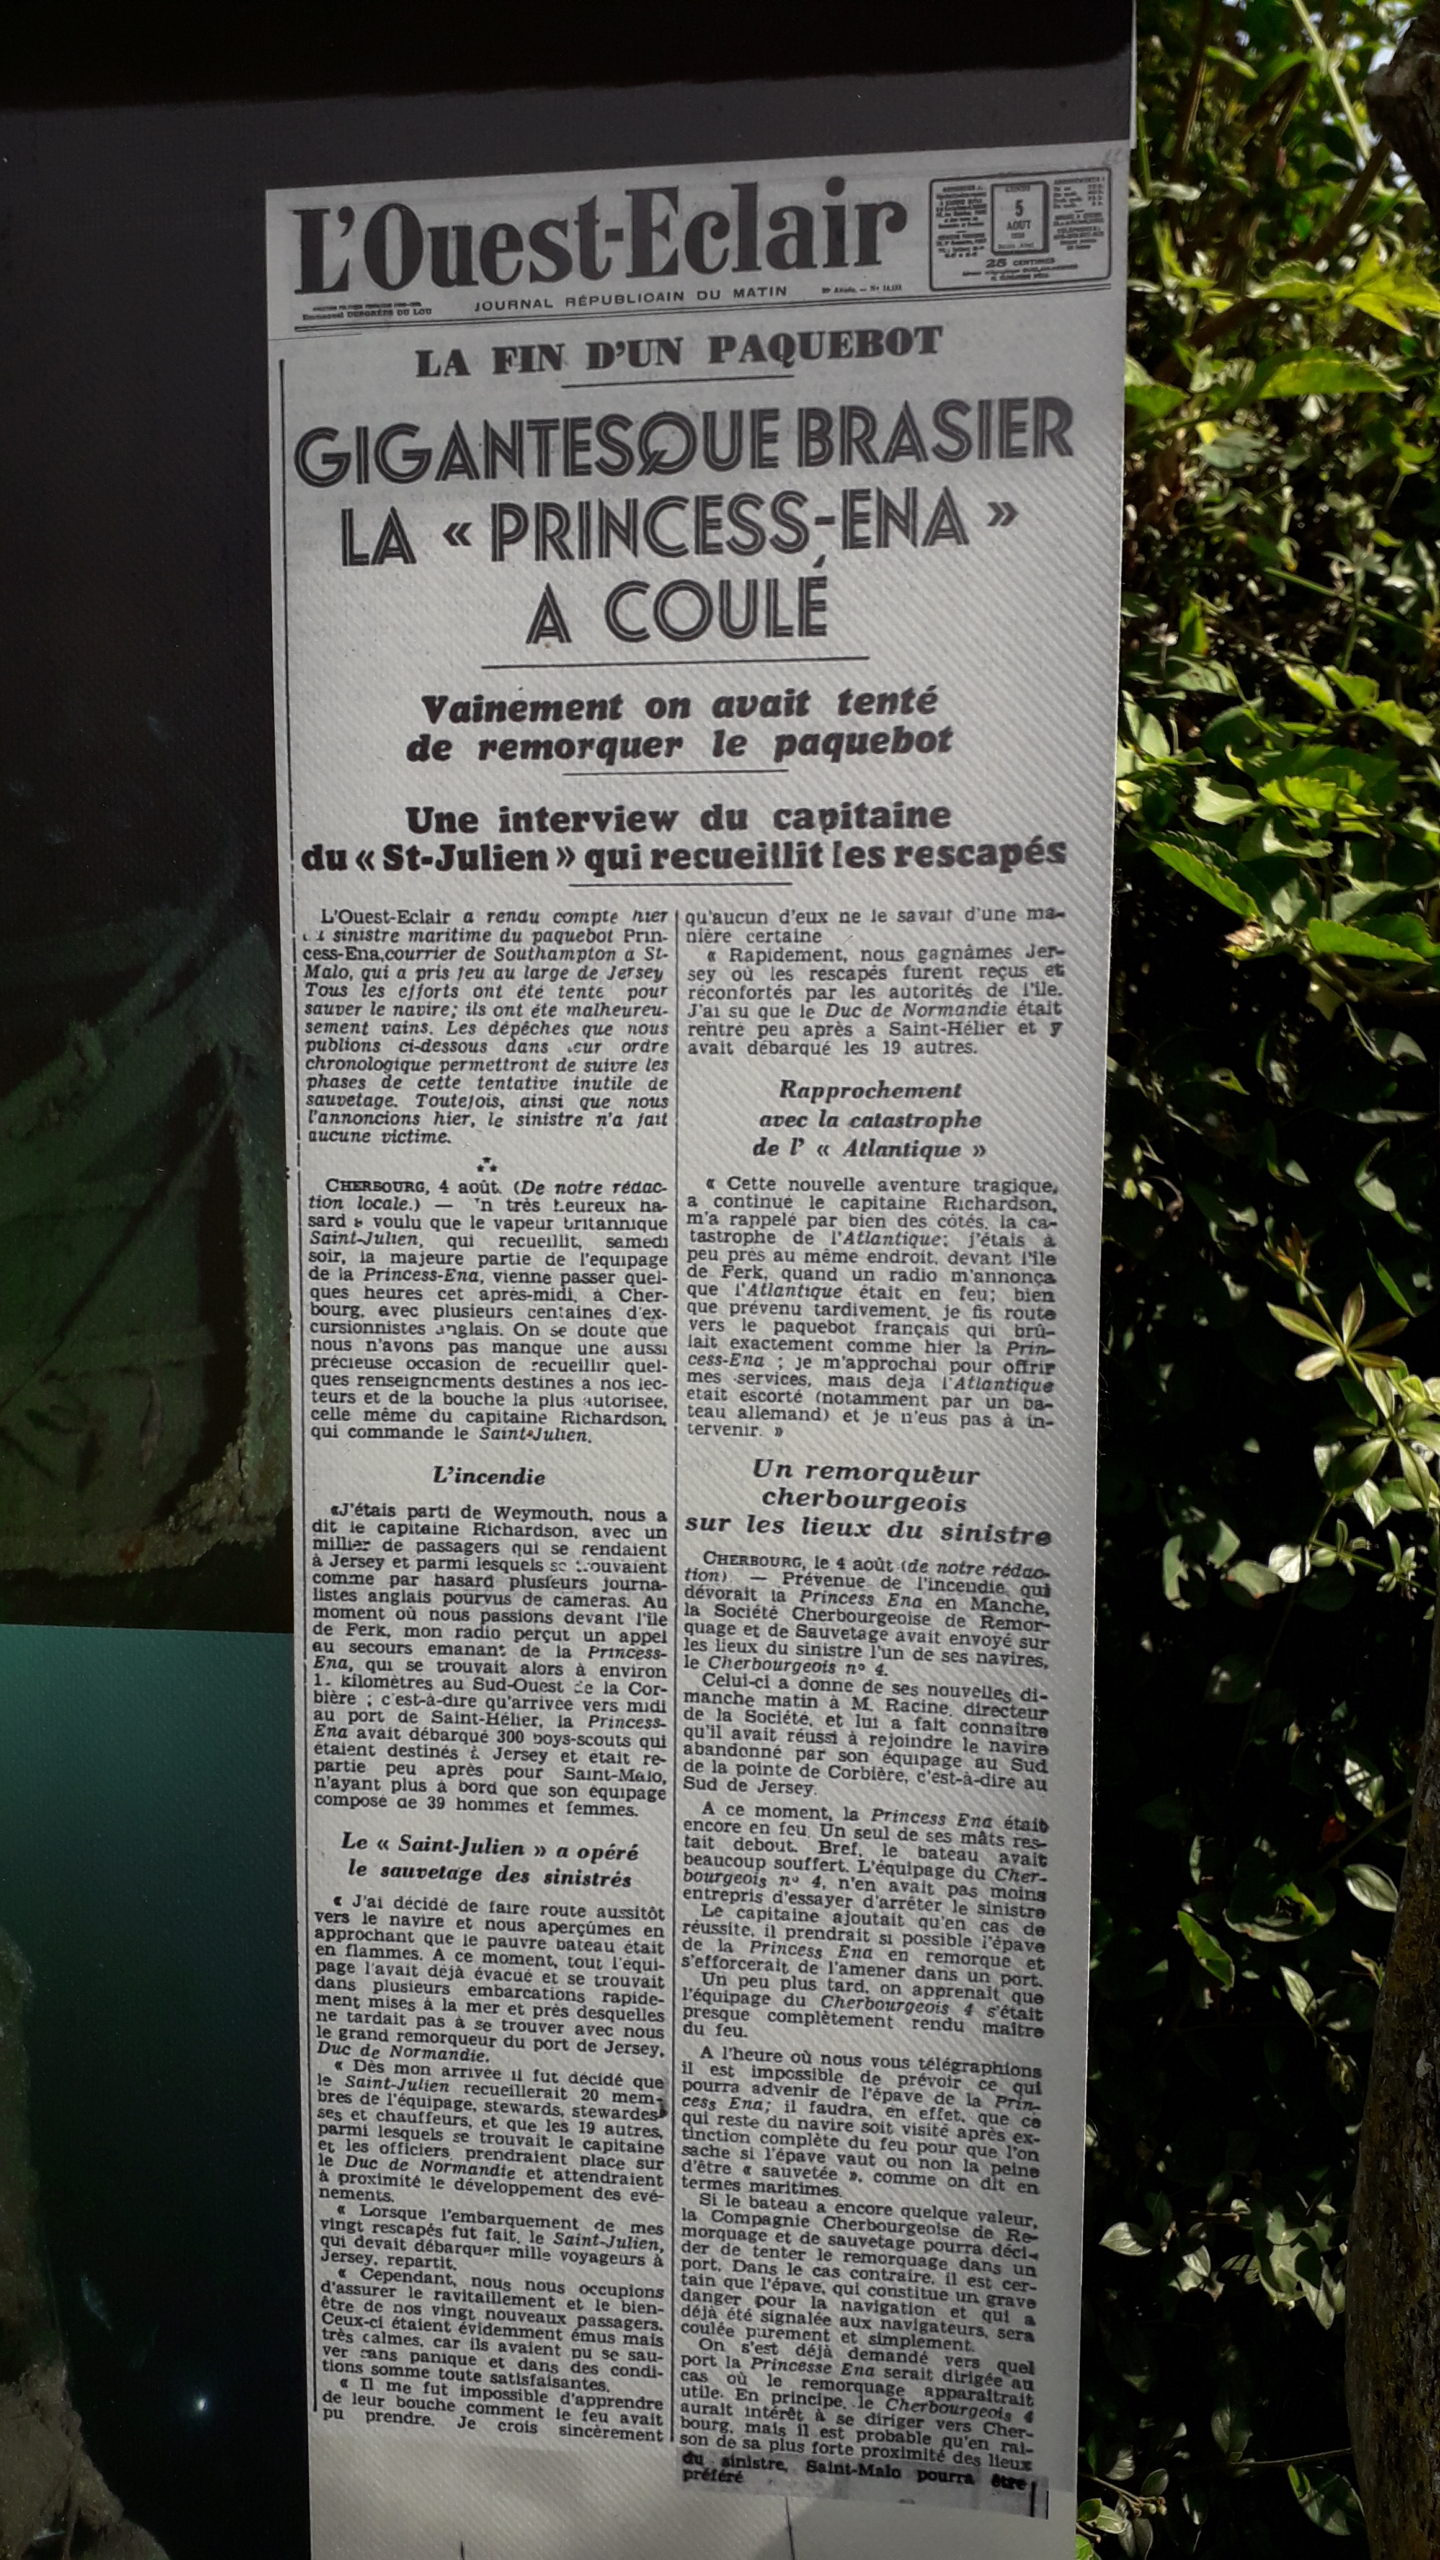 L'Ouest-Eclair
JOURNAL RÉPUBLICAIN DU MATIN
Emmanuel DESGRÉES DU LOU
LUNDI
5
AOUT
25 CENTIMES
LA FIN D'UN PAQUEBOT
GIGANTESQUE BRASIER
LA « PRINCESS-ENA »
A COULÉ
Vainement on avait tenté
de remorquer le paquebot
Une interview du capitaine
du « St-Julien » qui recueillit les rescapés
L'Ouest-Eclair a rendu compte hier
sinistre maritime du paquebot Prin-
cess-Ena, courrier de Southampton a St-
Malo, qui a pris feu au large de Jersey
Tous les efforts ont été tente pour
sauver le navire; ils ont éte malheureu-
sement vains. Les dépêches que nous
publions ci-dessous dans leur ordre
chronologique permettront de suivre les
phases de cette tentative inutile de
sauvetage. Toutefois, ainsi que nous
l'annoncions hier, le sinistre n'a fait
aucune victime.
CHERBOURG, 4 août. (De notre rédac-
tion locale.) — 'n très heureux ha-
sard a voulu que le vapeur britannique
Saint-Julien, qui recueillit, samedi
soir, la majeure partie de l'equipage
de la Princess-Ena, vienne passer quel-
ques heures cet après-midi, à Cher-
bourg, avec plusieurs centaines d'ex-
cursionnistes anglais. On se doute que
nous n'avons pas manque une aussi
précieuse occasion de recueillir quel-
ques renseignements destines a nos lec-
teurs et de la bouche la plus autorisee,
celle même du capitaine Richardson,
qui commande le Saint-Julien.
L'incendie
«J'étais parti de Weymouth, nous a
dit le capitaine Richardson, avec un
millier de passagers qui se rendaient
à Jersey et parmi lesquels se trouvaient
comme par hasard plusieurs journa-
listes anglais pourvus de cameras. Au
moment où nous passions devant l'île
de Ferk, mon radio perçut un appel
au secours emanant de la Princess-
Ena, qui se trouvait alors à environ
kilomètres au Sud-Ouest de la Cor-
bière ; c'est-à-dire qu'arrivée vers midi
au port de Saint-Hélier, la Princess-
Ena avait débarqué 300 boys-scouts qui
étaient destinés à Jersey et était re-
partie peu après pour Saint-Malo,
n'ayant plus à bord que son équipage
composé de 39 hommes et femmes.
Le « Saint-Julien » a opéré
le sauvetage des sinistrés
« J'ai décidé de faire route aussitôt
vers le navire et nous aperçûmes en
approchant que le pauvre bateau était
en flammes. A ce moment, tout l'équi-
page l'avait déjà évacué et se trouvait
dans plusieurs embarcations rapide-
ment mises à la mer et près desquelles
ne tardait pas à se trouver avec nous
le grand remorqueur du port de Jersey,
Duc de Normandie.
« Dès mon arrivée il fut décidé que
le Saint-Julien recueillerait 20 mem-
bres de l'équipage, stewards, stewardes-
ses et chauffeurs, et que les 19 autres,
parmi lesquels se trouvait le capitaine
et les officiers, prendraient place sur
le Duc de Normandie et attendraient
à proximité le développement des evé-
nements.
« Lorsque l'embarquement de mes
vingt rescapés fut fait, le Saint-Julien,
qui devait débarquer mille voyageurs à
Jersey, repartit.
« Cependant, nous nous occupions
d'assurer le ravitaillement et le bien-
être de nos vingt nouveaux passagers.
Ceux-ci étaient évidemment émus mais
très calmes, car ils avaient pu se sau-
ver sans panique et dans des condi-
tions somme toute satisfaisantes.
« Il me fut impossible d'apprendre
de leur bouche comment le feu avait
pu prendre. Je crois sincèrement
qu'aucun d'eux ne le savait d'une ma-
nière certaine
« Rapidement, nous gagnâmes Jer-
sey où les rescapés furent reçus et
réconfortés par les autorités de l'île.
J'ai su que le Duc de Normandie était
rentré peu après a Saint-Hélier et y
avait débarqué les 19 autres.
Rapprochement
avec la catastrophe
de l' « Atlantique »
« Cette nouvelle aventure tragique,
a continué le capitaine Richardson,
m'a rappelé par bien des côtés, la ca-
tastrophe de l'Atlantique; j'étais à
peu près au même endroit, devant l'île
de Ferk, quand un radio m'annonça
que l'Atlantique était en feu; bien
que prévenu tardivement, je fis route
vers le paquebot français qui brû-
lait exactement comme hier la Prin-
cess-Ena ; je m'approchai pour offrir
mes services, mais deja l'Atlantique
etait escorté (notamment par un ba-
teau allemand) et je n'eus pas à in-
tervenir. »
Un remorqueur
cherbourgeois
sur les lieux du sinistre
CHERBOURG, le 4 août (de notre rédac-
tion) — Prévenue de l'incendie qui
dévorait la Princess Ena en Manche,
la Société Cherbourgeoise de Remor-
quage et de Sauvetage avait envoyé sur
les lieux du sinistre l'un de ses navires,
le Cherbourgeois n° 4.
Celui-ci a donne de ses nouvelles di-
manche matin à M. Racine, directeur
de la Société, et lui a fait connaître
qu'il avait réussi à rejoindre le navire
abandonné par son équipage au Sud
de la pointe de Corbière, c'est-à-dire au
Sud de Jersey.
A ce moment, la Princess Ena était
encore en feu. Un seul de ses mâts res-
tait debout. Bref, le bateau avait
beaucoup souffert. L'équipage du Cher-
bourgeois n° 4, n'en avait pas moins
entrepris d'essayer d'arrêter le sinistre
Le capitaine ajoutait qu'en cas de
réussite, il prendrait si possible l'épave
de la Princess Ena en remorque et
s'efforcerait de l'amener dans un port.
Un peu plus tard, on apprenait que
l'équipage du Cherbourgeois 4 s'était
presque complètement rendu maître
du feu.
A l'heure où nous vous télégraphions
il est impossible de prévoir ce qui
pourra advenir de l'épave de la Prin-
cess Ena; il faudra, en effet, que ce
qui reste du navire soit visité après ex-
tinction complète du feu pour que l'on
sache si l'épave vaut ou non la peine
d'être « sauvetée », comme on dit en
termes maritimes.
Si le bateau a encore quelque valeur,
la Compagnie Cherbourgeoise de Re-
morquage et de sauvetage pourra déci-
der de tenter le remorquage dans un
port. Dans le cas contraire, il est cer-
tain que l'épave, qui constitue un grave
danger pour la navigation et qui a
déjà été signalée aux navigateurs, sera
coulée purement et simplement.
On s'est déjà demandé vers quel
port la Princesse Ena serait dirigée au
cas où le remorquage apparaîtrait
utile. En principe, le Cherbourgeois 4
aurait intérêt à se diriger vers Cher-
bourg, mais il est probable qu'en rai-
son de sa plus forte proximité des lieux
du sinistre, Saint-Malo pourra être
préféré